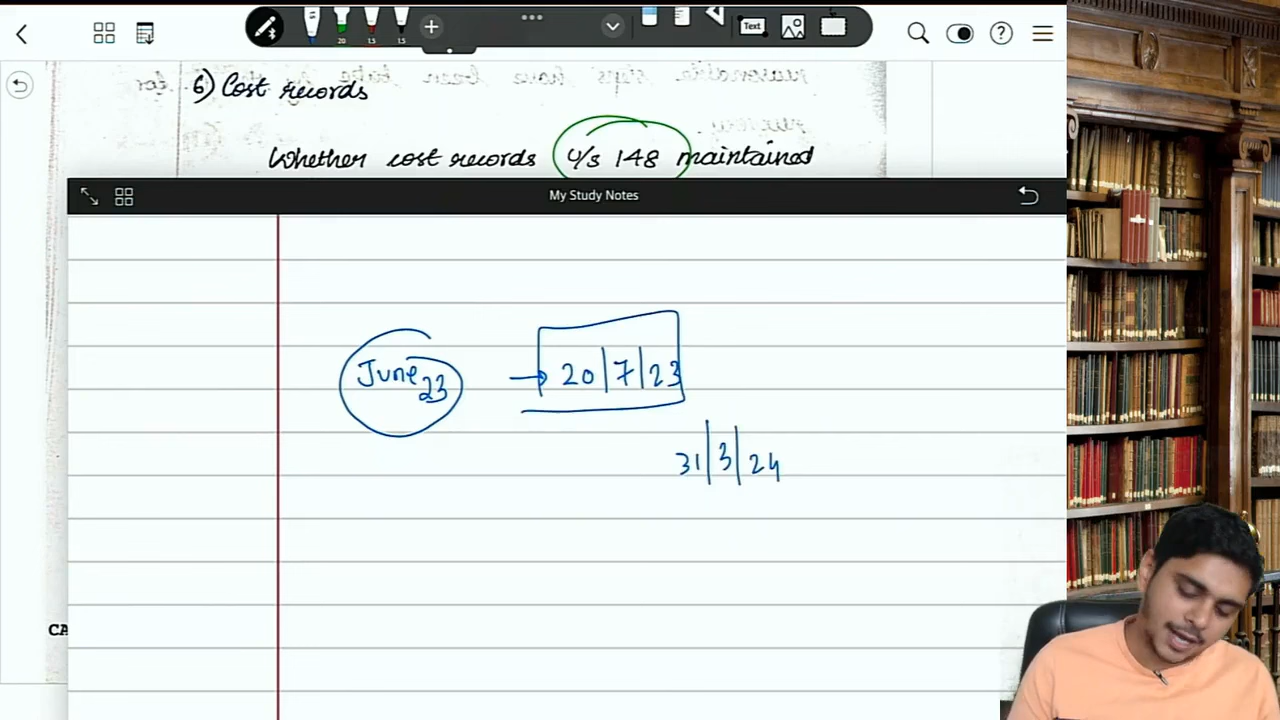 Text
6) Cost records
Whether cost records u/s 148 maintained
My Study Notes
June 23
20/7/23
31/3/24
CA